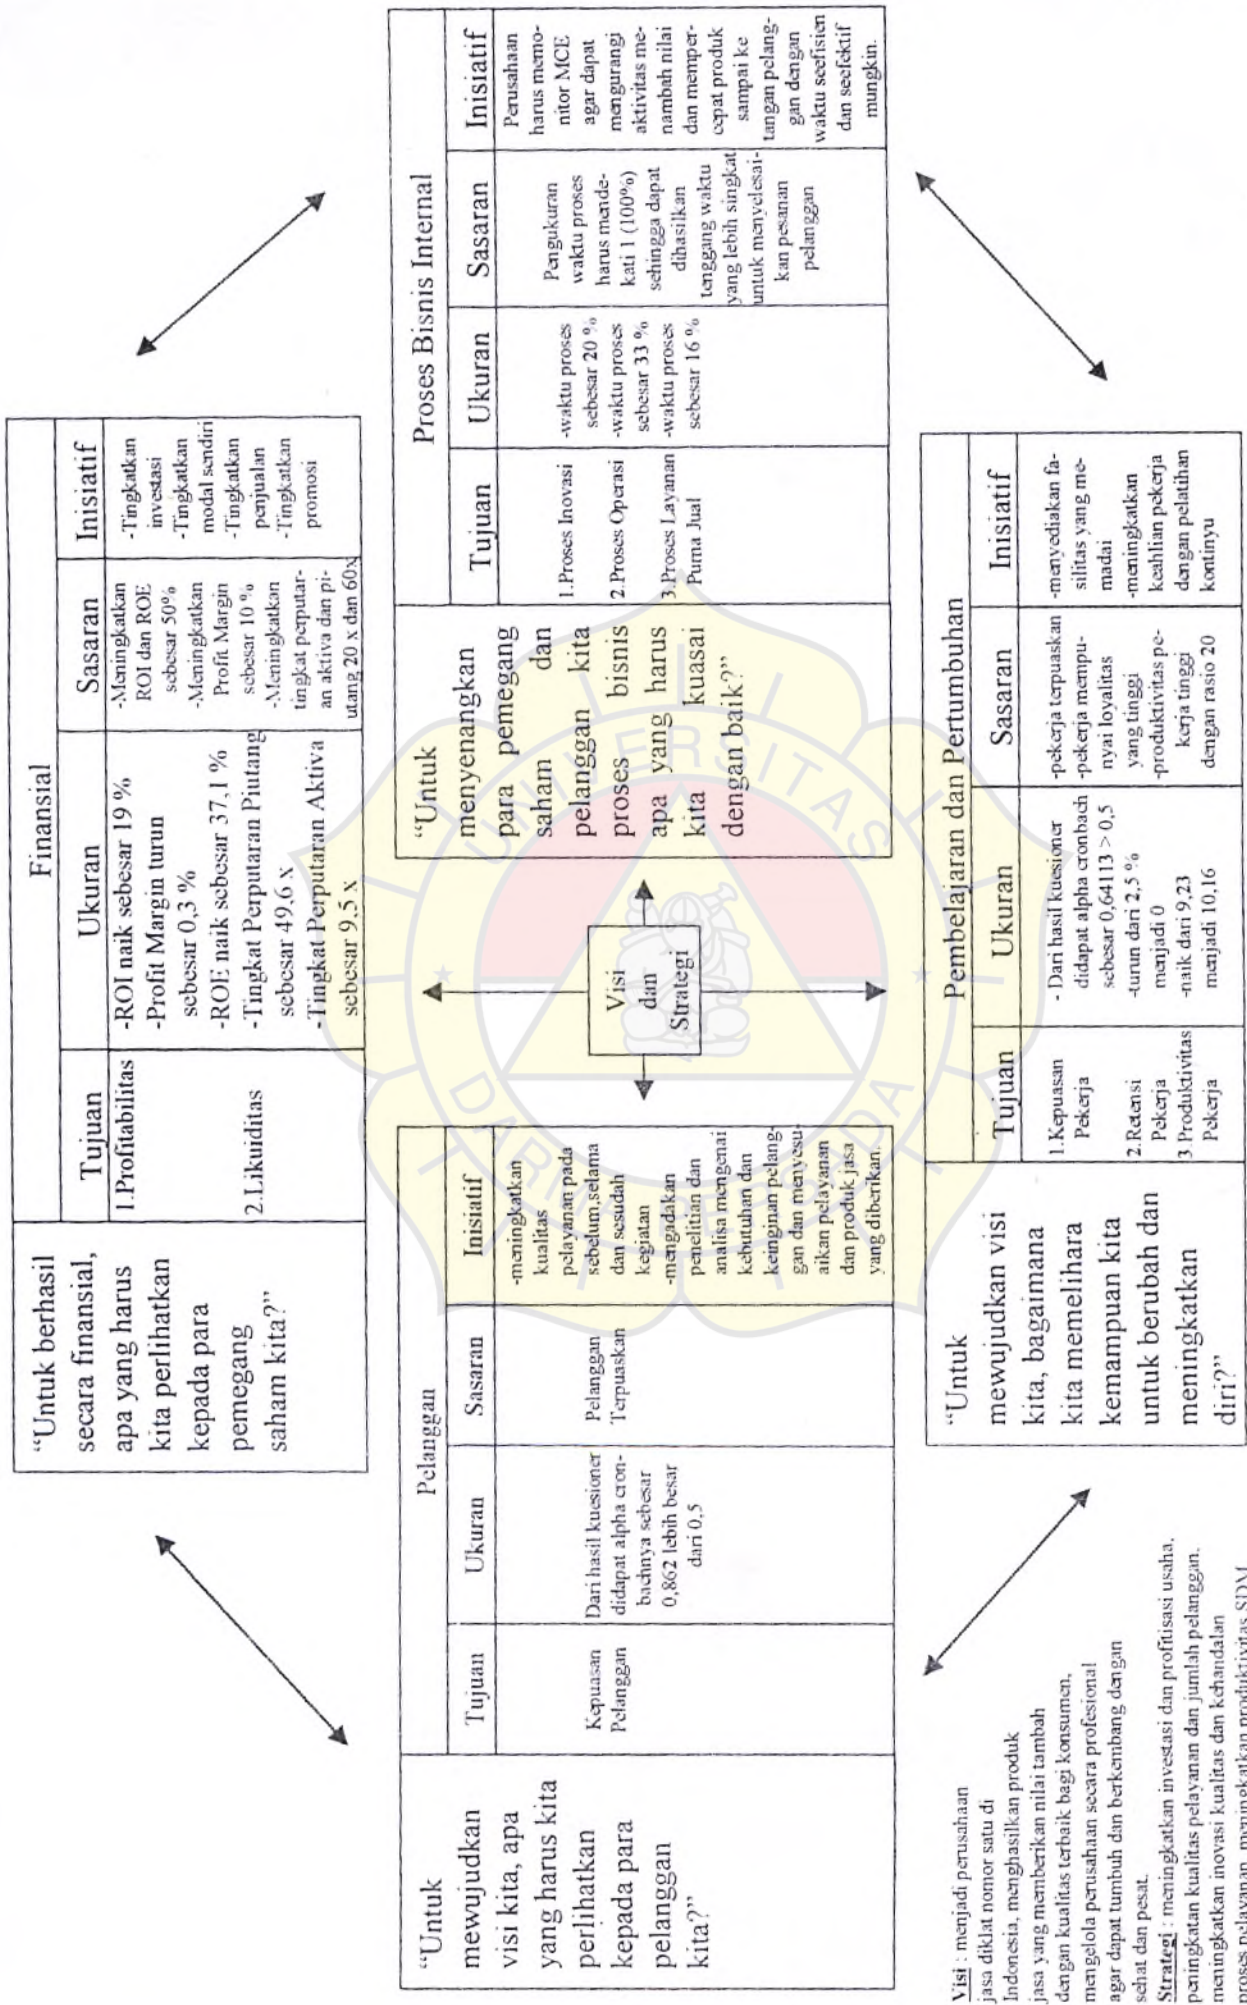 Finansial
“Untuk berhasil
secara finansial,
apa yang harus
kita perlihatkan
kepada para
pemegang
saham kita?”
Tujuan
1.Profitabilitas
2.Likuiditas
Ukuran
-ROI naik sebesar 19 %
-Profit Margin turun
sebesar 0,3 %
-ROE naik sebesar 37,1 %
-Tingkat Perputaran Piutang
sebesar 49,6 x
-Tingkat Perputaran Aktiva
sebesar 9,5 x
Sasaran
-Meningkatkan
ROI dan ROE
sebesar 50%
-Meningkatkan
Profit Margin
sebesar 10 %
-Meningkatkan
tingkat perputar-
an aktiva dan pi-
utang 20 x dan 60x
Inisiatif
-Tingkatkan
investasi
-Tingkatkan
modal sendiri
-Tingkatkan
penjualan
-Tingkatkan
promosi
Pelanggan
“Untuk
mewujudkan
visi kita, apa
yang harus kita
perlihatkan
kepada para
pelanggan
kita?”
Tujuan
Kepuasan
Pelanggan
Ukuran
Dari hasil kuesioner
didapat alpha cron-
bachnya sebesar
0,862 lebih besar
dari 0,5
Sasaran
Pelanggan
Terpuaskan
Inisiatif
-meningkatkan
kualitas
pelayanan pada
sebelum,selama
dan sesudah
kegiatan
-mengadakan
penelitian dan
analisa mengenai
kebutuhan dan
keinginan pelang-
gan dan menyesu-
aikan pelayanan
dan produk jasa
yang diberikan.
Visi
dan
Strategi
Proses Bisnis Internal
“Untuk
menyenangkan
para pemegang
saham dan
pelanggan kita
proses bisnis
apa yang harus
kita kuasai
dengan baik?”
Tujuan
1.Proses Inovasi
2.Proses Operasi
3.Proses Layanan
Purna Jual
Ukuran
-waktu proses
sebesar 20 %
-waktu proses
sebesar 33 %
-waktu proses
sebesar 16 %
Sasaran
Pengukuran
waktu proses
harus mende-
kati 1 (100%)
sehingga dapat
dihasilkan
tenggang waktu
yang lebih singkat
untuk menyelesai-
kan pesanan
pelanggan
Inisiatif
Perusahaan
harus memo-
nitor MCE
agar dapat
mengurangi
aktivitas me-
nambah nilai
dan memper-
cepat produk
sampai ke
tangan pelang-
gan dengan
waktu seefisien
dan seefektif
mungkin.
Pembelajaran dan Pertumbuhan
“Untuk
mewujudkan visi
kita, bagaimana
kita memelihara
kemampuan kita
untuk berubah dan
meningkatkan
diri?”
Tujuan
1.Kepuasan
Pekerja
2.Retensi
Pekerja
3.Produktivitas
Pekerja
Ukuran
- Dari hasil kuesioner
didapat alpha cronbach
sebesar 0,64113 > 0,5
-turun dari 2,5 %
menjadi 0
-naik dari 9,23
menjadi 10,16
Sasaran
-pekerja terpuaskan
-pekerja mempu-
nyai loyalitas
yang tinggi
-produktivitas pe-
kerja tinggi
dengan rasio 20
Inisiatif
-menyediakan fa-
silitas yang me-
madai
-meningkatkan
keahlian pekerja
dengan pelatihan
kontinyu
Visi : menjadi perusahaan
jasa diklat nomor satu di
Indonesia, menghasilkan produk
jasa yang memberikan nilai tambah
dengan kualitas terbaik bagi konsumen,
mengelola perusahaan secara profesional
agar dapat tumbuh dan berkembang dengan
sehat dan pesat.
Strategi : meningkatkan investasi dan profitisasi usaha,
peningkatan kualitas pelayanan dan jumlah pelanggan.
meningkatkan inovasi kualitas dan kehandalan
proses pelayanan, meningkatkan produktivitas SDM
UNIVERSITAS
DARMA PERSADA